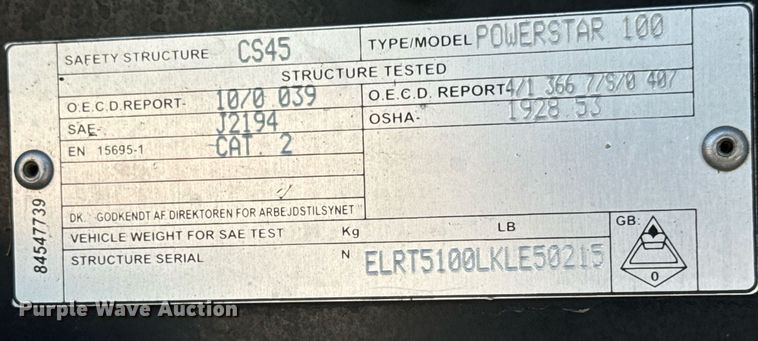 SAFETY STRUCTURE CS45 TYPE/MODEL POWERSTAR 100
STRUCTURE TESTED
O.E.C.D.REPORT- 10/0 039 O.E.C.D. REPORT 4/1 366 7/S/0 407
SAE- J2194 OSHA- 1928 53
EN 15695-1 CAT. 2
DK. GODKENDT AF DIREKTOREN FOR ARBEJDSTILSYNET
VEHICLE WEIGHT FOR SAE TEST Kg LB
STRUCTURE SERIAL N ELRT5100LKLE50215
GB:
0
84547739
Purple Wave Auction